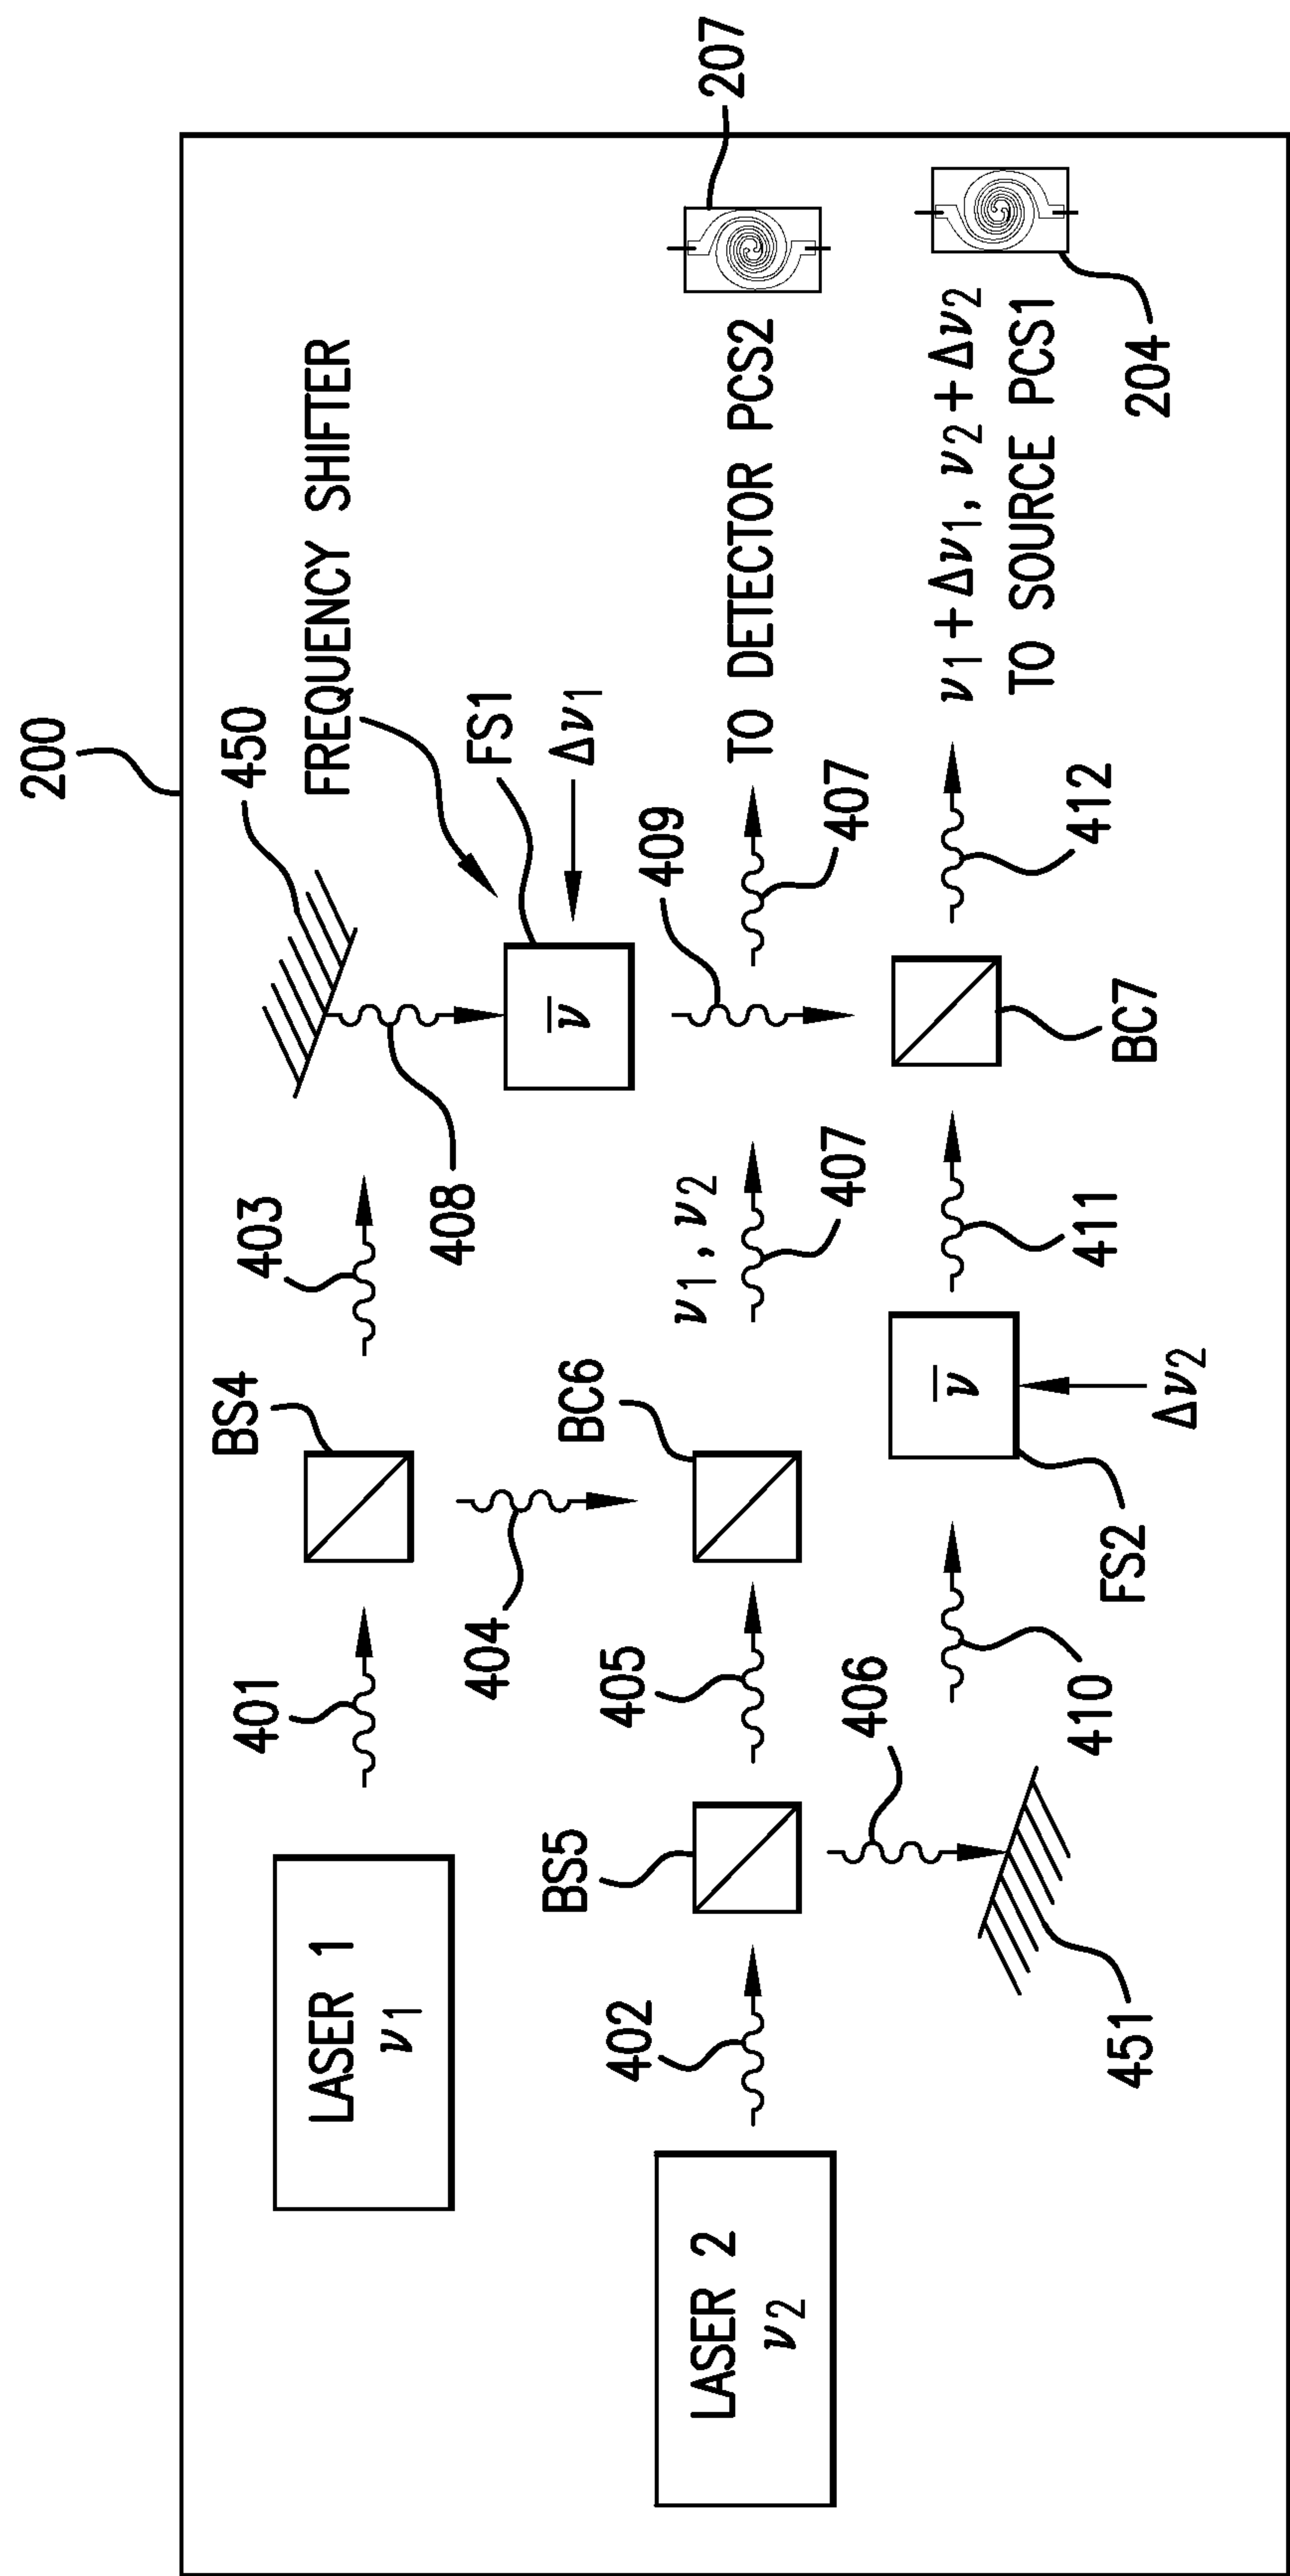 200
450
FREQUENCY SHIFTER
FS1
Δν1
403
408
BS4
401
LASER 1
ν1
404
BC6
ν1, ν2
407
409
407
TO DETECTOR PCS2
207
BS5
405
402
LASER 2
ν2
406
451
410
ν
FS2
Δν2
411
ν
BC7
412
ν1 + Δν1, ν2 + Δν2
TO SOURCE PCS1
204